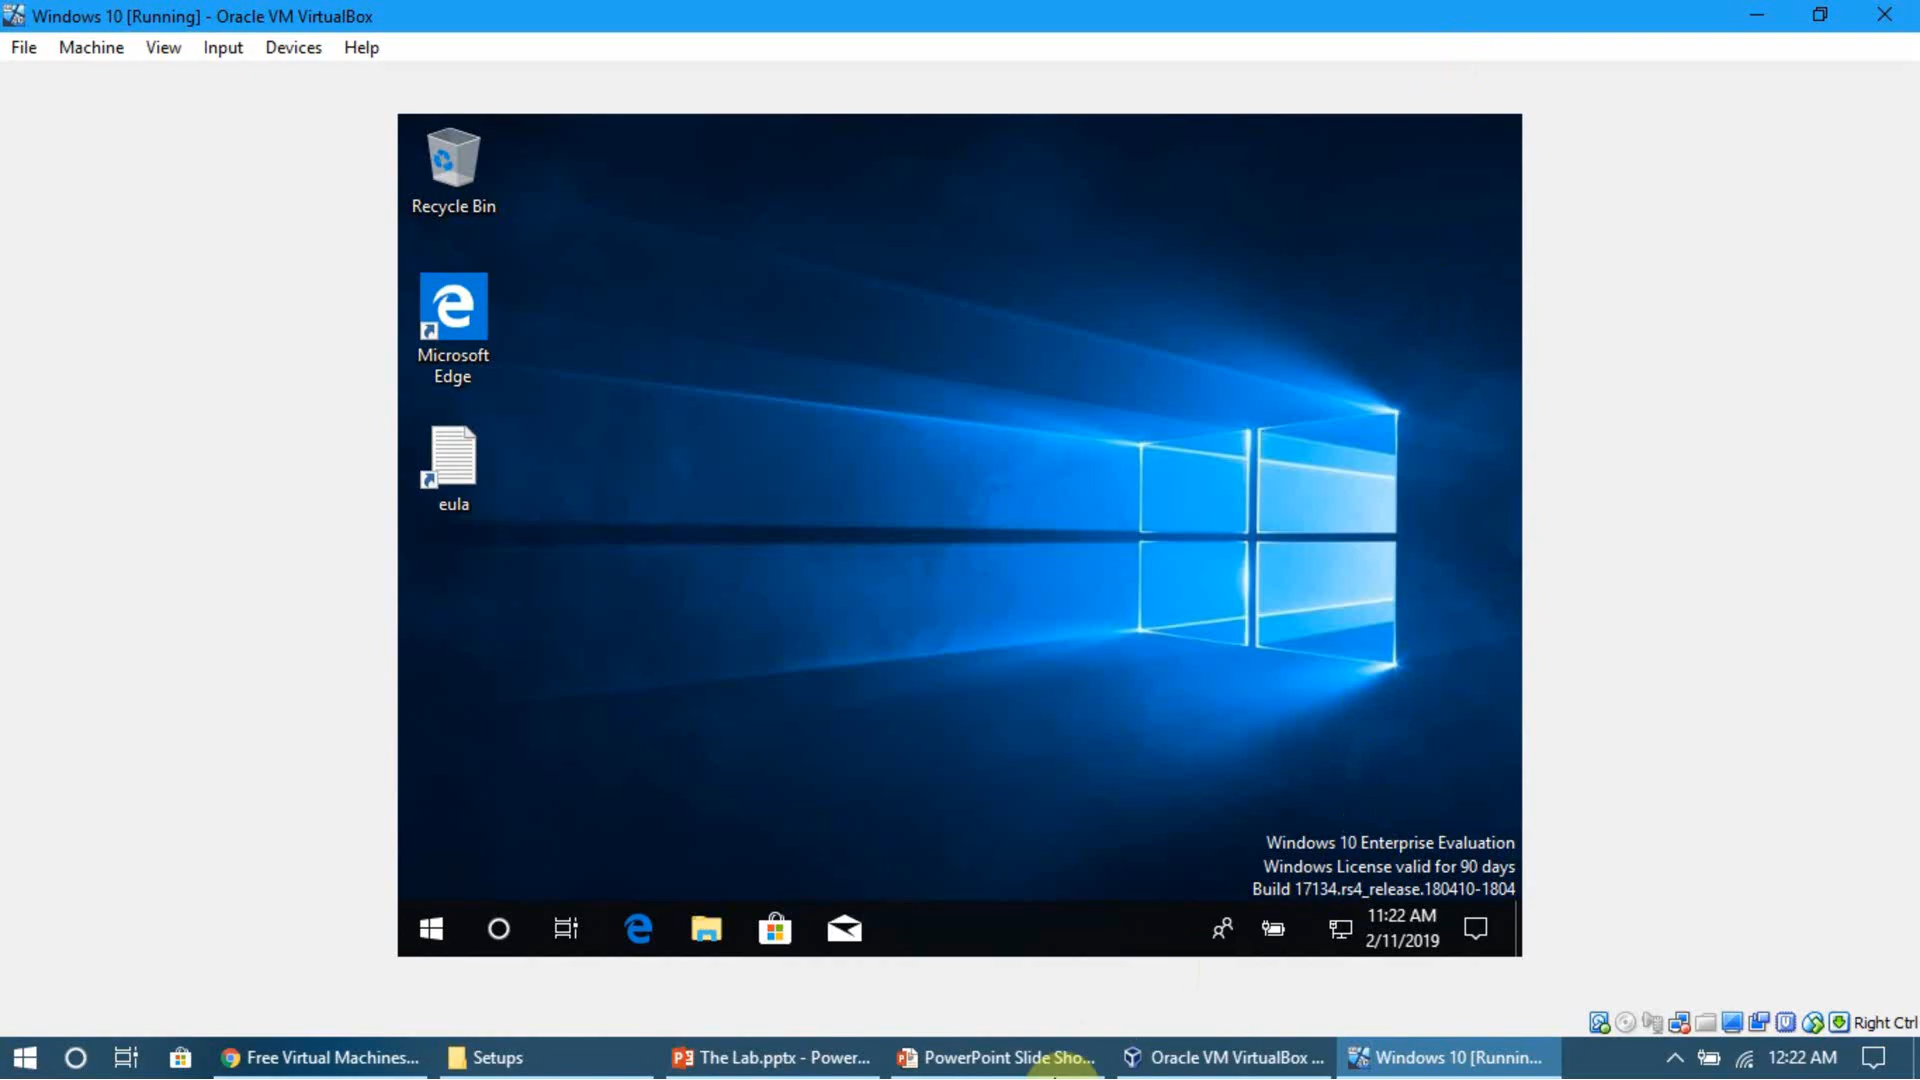 Windows 10 [Running] - Oracle VM VirtualBox
File Machine View Input Devices Help
Recycle Bin
Microsoft
Edge
eula
Windows 10 Enterprise Evaluation
Windows License valid for 90 days
Build 17134.rs4_release.180410-1804
11:22 AM
2/11/2019
Right Ctrl
Free Virtual Machines...
Setups
The Lab.pptx - Power...
PowerPoint Slide Sho...
Oracle VM VirtualBox ...
Windows 10 [Runnin...
12:22 AM